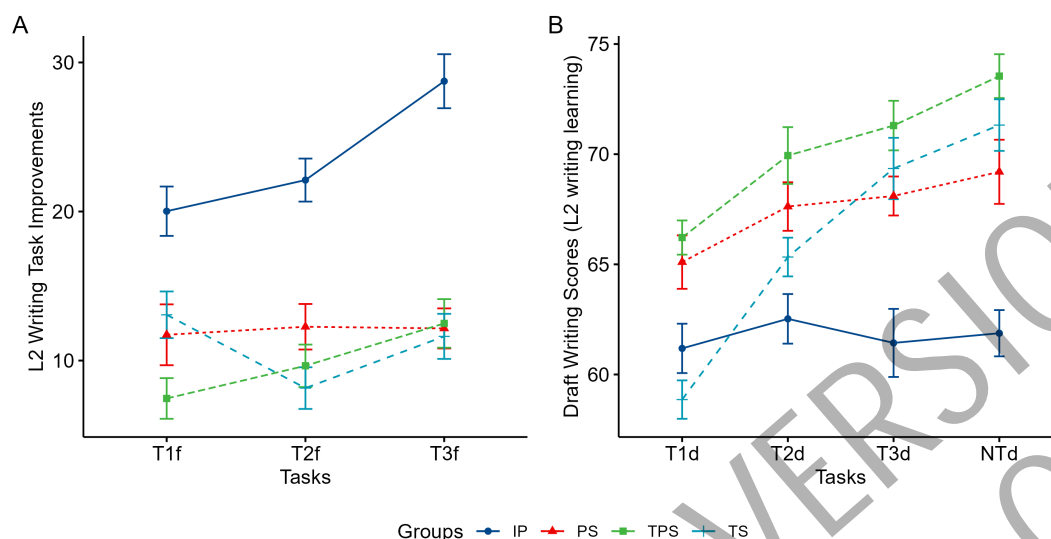 A
B
L2 Writing Task Improvements
30
20
10
T1f T2f T3f
Tasks
Draft Writing Scores (L2 writing learning)
75
70
65
60
T1d T2d T3d NTd
Tasks
VERSIO
Groups IP PS TPS TS